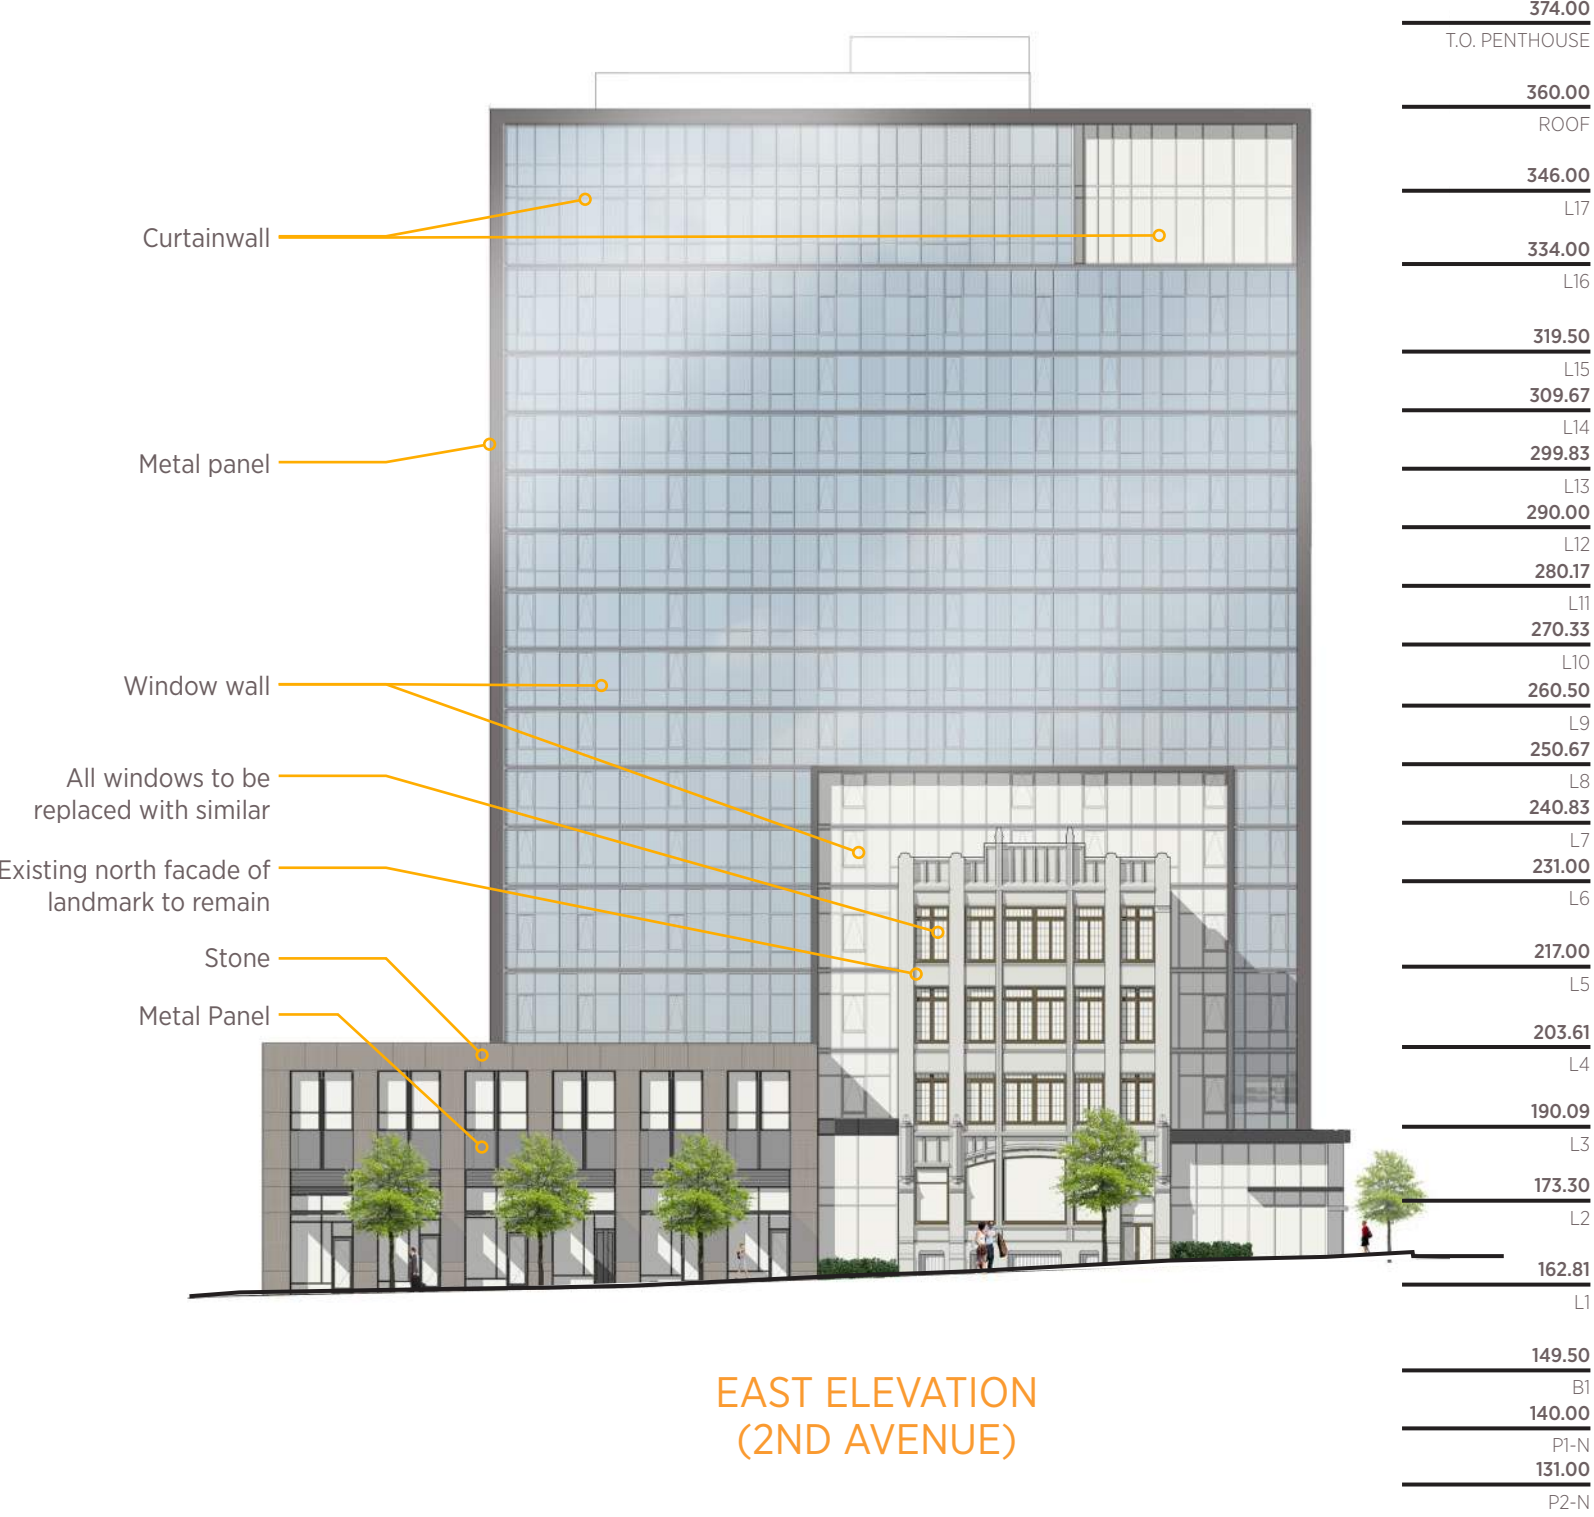 374.00
T.O. PENTHOUSE
360.00
ROOF
346.00
L17
Curtainwall
334.00
L16
319.50
L15
309.67
L14
Metal panel
299.83
L13
290.00
L12
280.17
L11
270.33
L10
Window wall
260.50
L9
250.67
L8
All windows to be
replaced with similar
240.83
L7
Existing north facade of
landmark to remain
231.00
L6
Stone
217.00
L5
Metal Panel
203.61
L4
190.09
L3
173.30
L2
162.81
L1
149.50
B1
EAST ELEVATION
(2ND AVENUE)
140.00
P1-N
131.00
P2-N